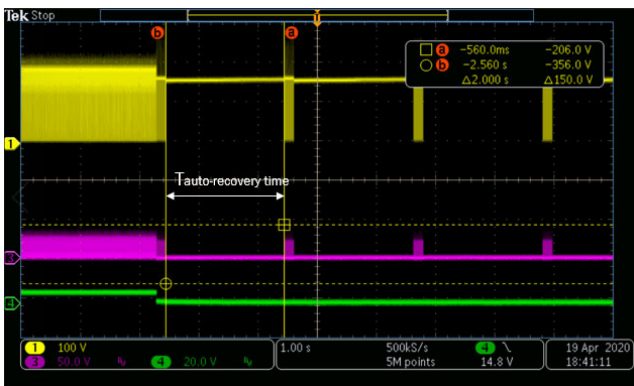 Tek Stop
b
a
a -560.0ms -206.0 V
b -2.560 s -356.0 V
Δ2.000 s Δ150.0 V
1
Tauto-recovery time
3
4
1 100 V
3 50.0 V 4 20.0 V
1.00 s
500kS/s
5M points
4 14.8 V
19 Apr 2020
18:41:11